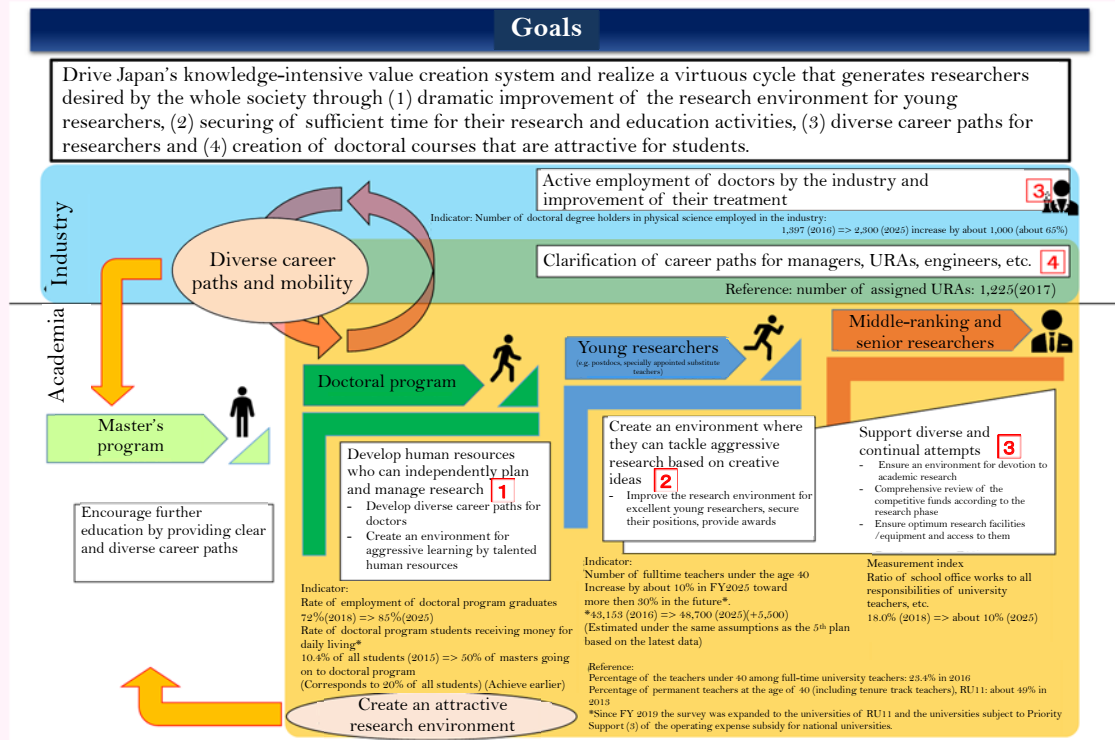 Goals
Drive Japan's knowledge-intensive value creation system and realize a virtuous cycle that generates researchers
desired by the whole society through (1) dramatic improvement of the research environment for young
researchers, (2) securing of sufficient time for their research and education activities, (3) diverse career paths for
researchers and (4) creation of doctoral courses that are attractive for students.
Industry
Active employment of doctors by the industry and
improvement of their treatment
3
Indicator: Number of doctoral degree holders in physical science employed in the industry:
1,397 (2016) => 2,300 (2025) increase by about 1,000 (about 65%)
Diverse career
paths and mobility
Clarification of career paths for managers, URAs, engineers, etc.
4
Reference: number of assigned URAs: 1,225(2017)
Academia
Master's
program
Encourage further
education by providing clear
and diverse career paths
Doctoral program
Develop human resources
who can independently plan
and manage research
1
- Develop diverse career paths for
doctors
- Create an environment for
aggressive learning by talented
human resources
Indicator:
Rate of employment of doctoral program graduates
72%(2018) => 85%(2025)
Rate of doctoral program students receiving money for
daily living*
10.4% of all students (2015) => 50% of masters going
on to doctoral program
(Corresponds to 20% of all students) (Achieve earlier)
Young researchers
(e.g. postdocs, specially appointed substitute
teachers)
Create an environment where
they can tackle aggressive
research based on creative
ideas
2
- Improve the research environment for
excellent young researchers, secure
their positions, provide awards
Indicator:
Number of fulltime teachers under the age 40
Increase by about 10% in FY2025 toward
more then 30% in the future*.
*43,153 (2016) => 48,700 (2025)(+5,500)
(Estimated under the same assumptions as the 5th plan
based on the latest data)
Middle-ranking and
senior researchers
Support diverse and
continual attempts
3
- Ensure an environment for devotion to
academic research
- Comprehensive review of the
competitive funds according to the
research phase
- Ensure optimum research facilities
/equipment and access to them
Measurement index
Ratio of school office works to all
responsibilities of university
teachers, etc.
18.0% (2018) => about 10% (2025)
Reference:
Percentage of the teachers under 40 among full-time university teachers: 23.4% in 2016
Percentage of permanent teachers at the age of 40 (including tenure track teachers), RU11: about 49% in
2013
*Since FY 2019 the survey was expanded to the universities of RU11 and the universities subject to Priority
Support (3) of the operating expense subsidy for national universities.
Create an attractive
research environment